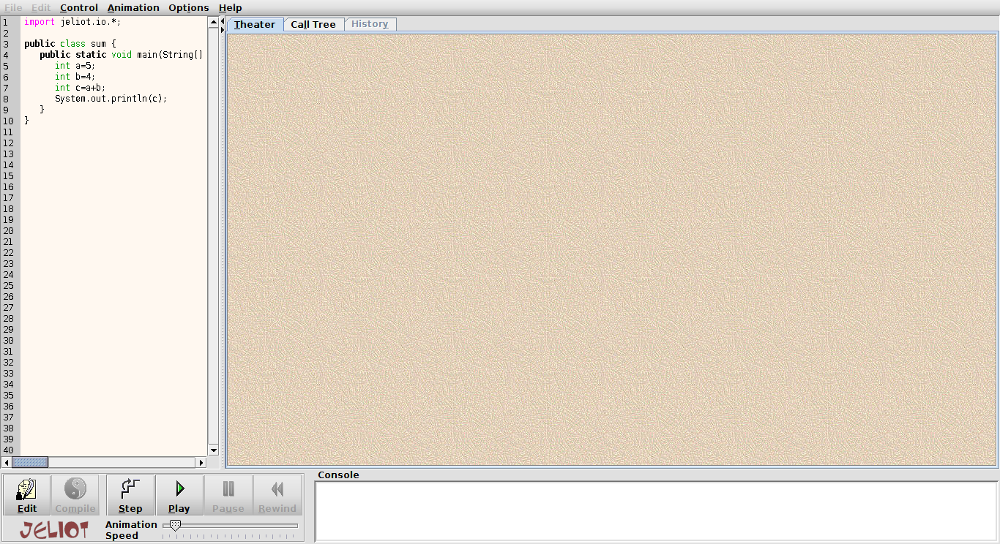 File Edit Control Animation Options Help
Theater Call Tree History
1 import jeliot.io.*;
2
3 public class sum {
4 public static void main(String[]
5 int a=5;
6 int b=4;
7 int c=a+b;
8 System.out.println(c);
9 }
10 }
11
12
13
14
15
16
17
18
19
20
21
22
23
24
25
26
27
28
29
30
31
32
33
34
35
36
37
38
39
40
Edit Compile Step Play Pause Rewind
JELIOT
Animation
Speed
Console